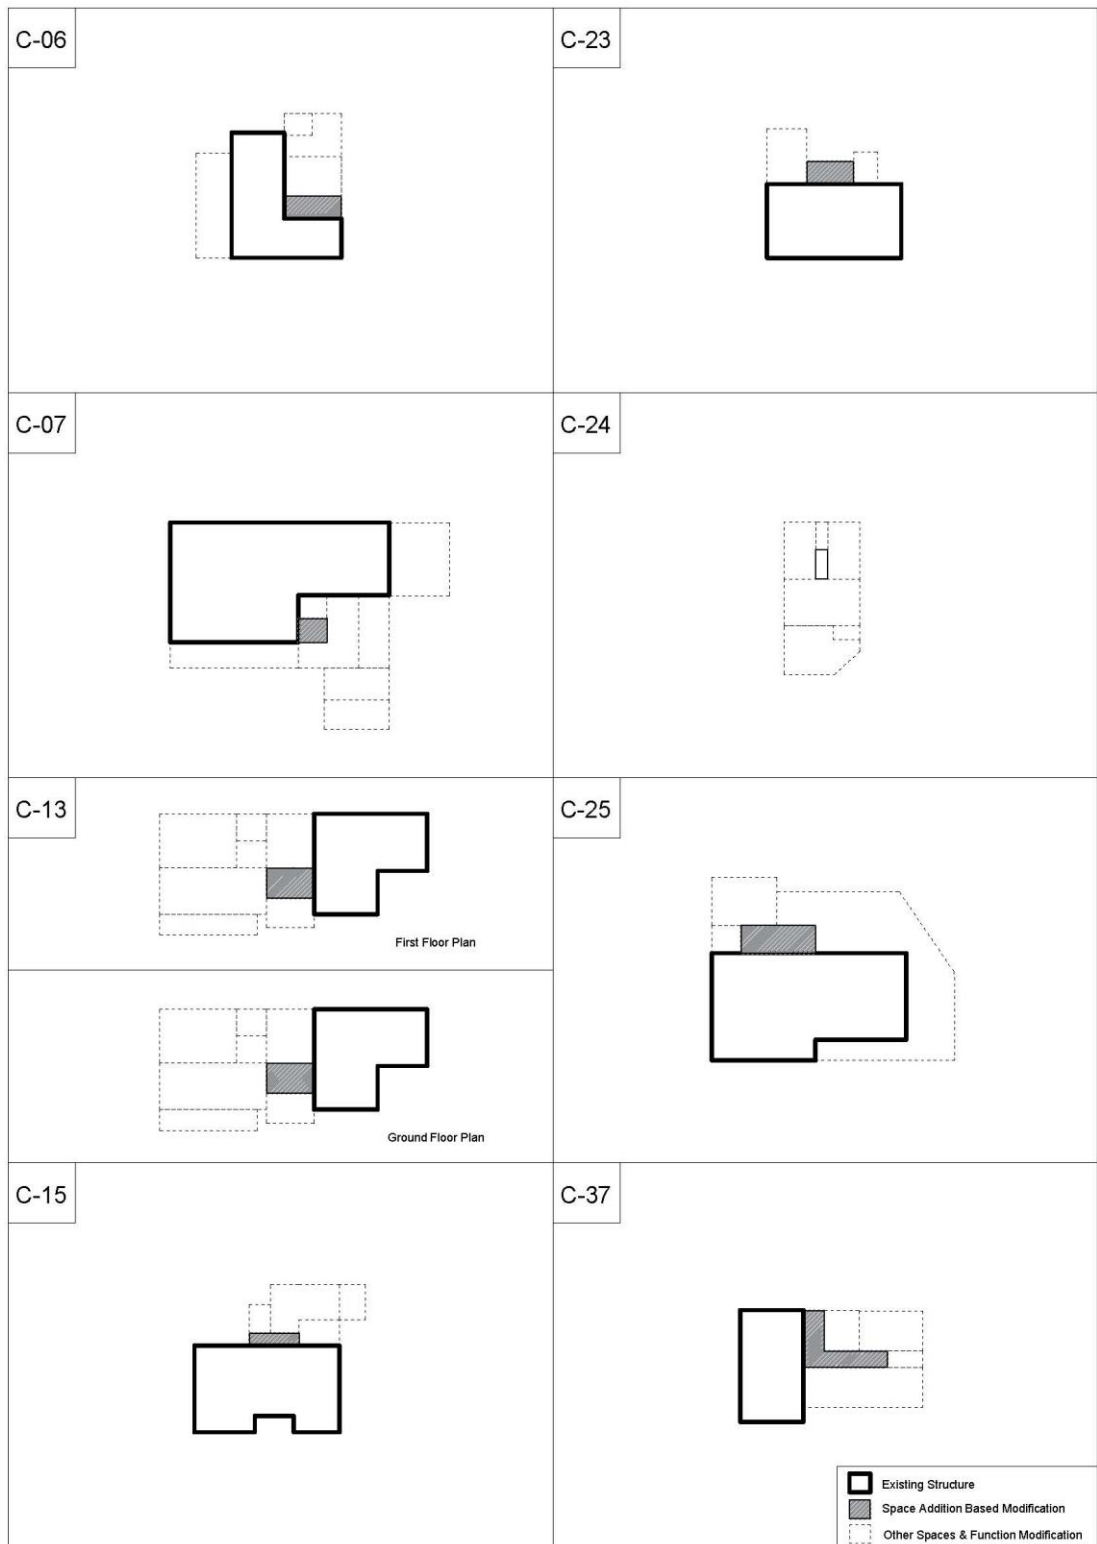 C-06
C-23
C-07
C-24
C-13
First Floor Plan
Ground Floor Plan
C-25
C-15
C-37
Existing Structure
Space Addition Based Modification
Other Spaces & Function Modification